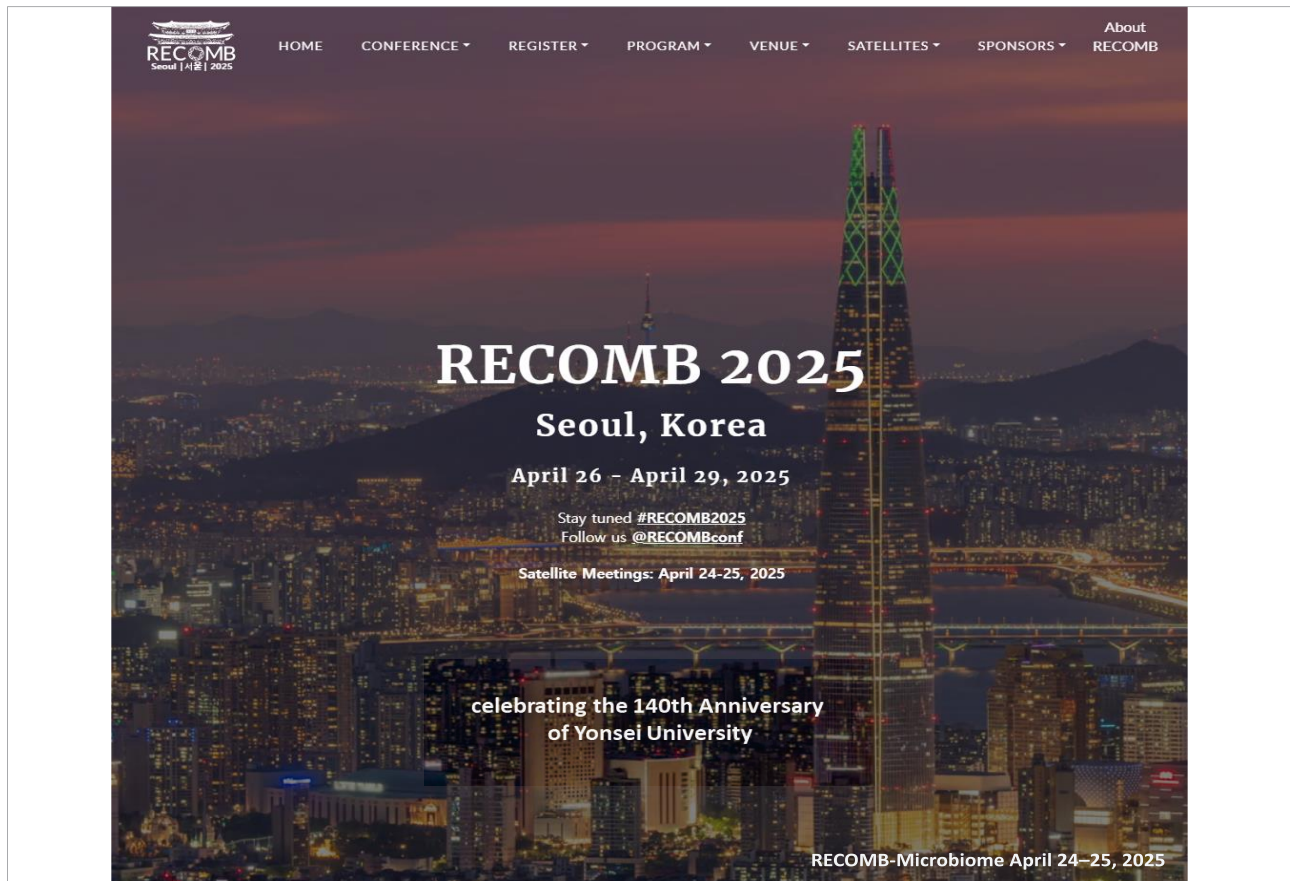 RECOMB
Seoul | 서울 | 2025
HOME
CONFERENCE
REGISTER
PROGRAM
VENUE
SATELLITES
SPONSORS
About
RECOMB
RECOMB 2025
Seoul, Korea
April 26 – April 29, 2025
Stay tuned #RECOMB2025
Follow us @RECOMBconf
Satellite Meetings: April 24-25, 2025
celebrating the 140th Anniversary
of Yonsei University
RECOMB-Microbiome April 24–25, 2025